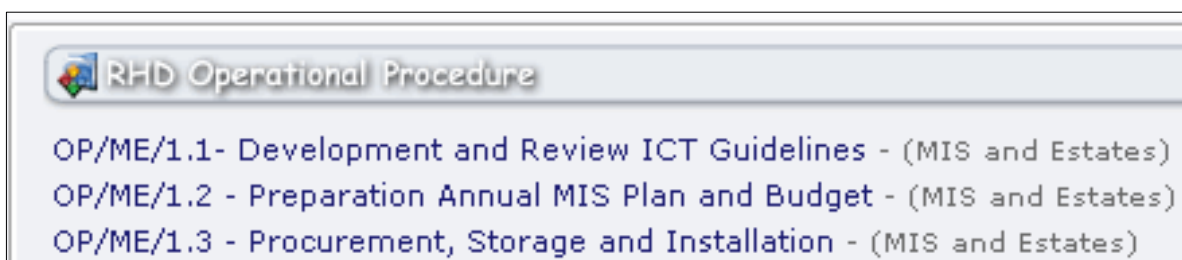 RHD Operational Procedure
OP/ME/1.1- Development and Review ICT Guidelines - (MIS and Estates)
OP/ME/1.2 - Preparation Annual MIS Plan and Budget - (MIS and Estates)
OP/ME/1.3 - Procurement, Storage and Installation - (MIS and Estates)